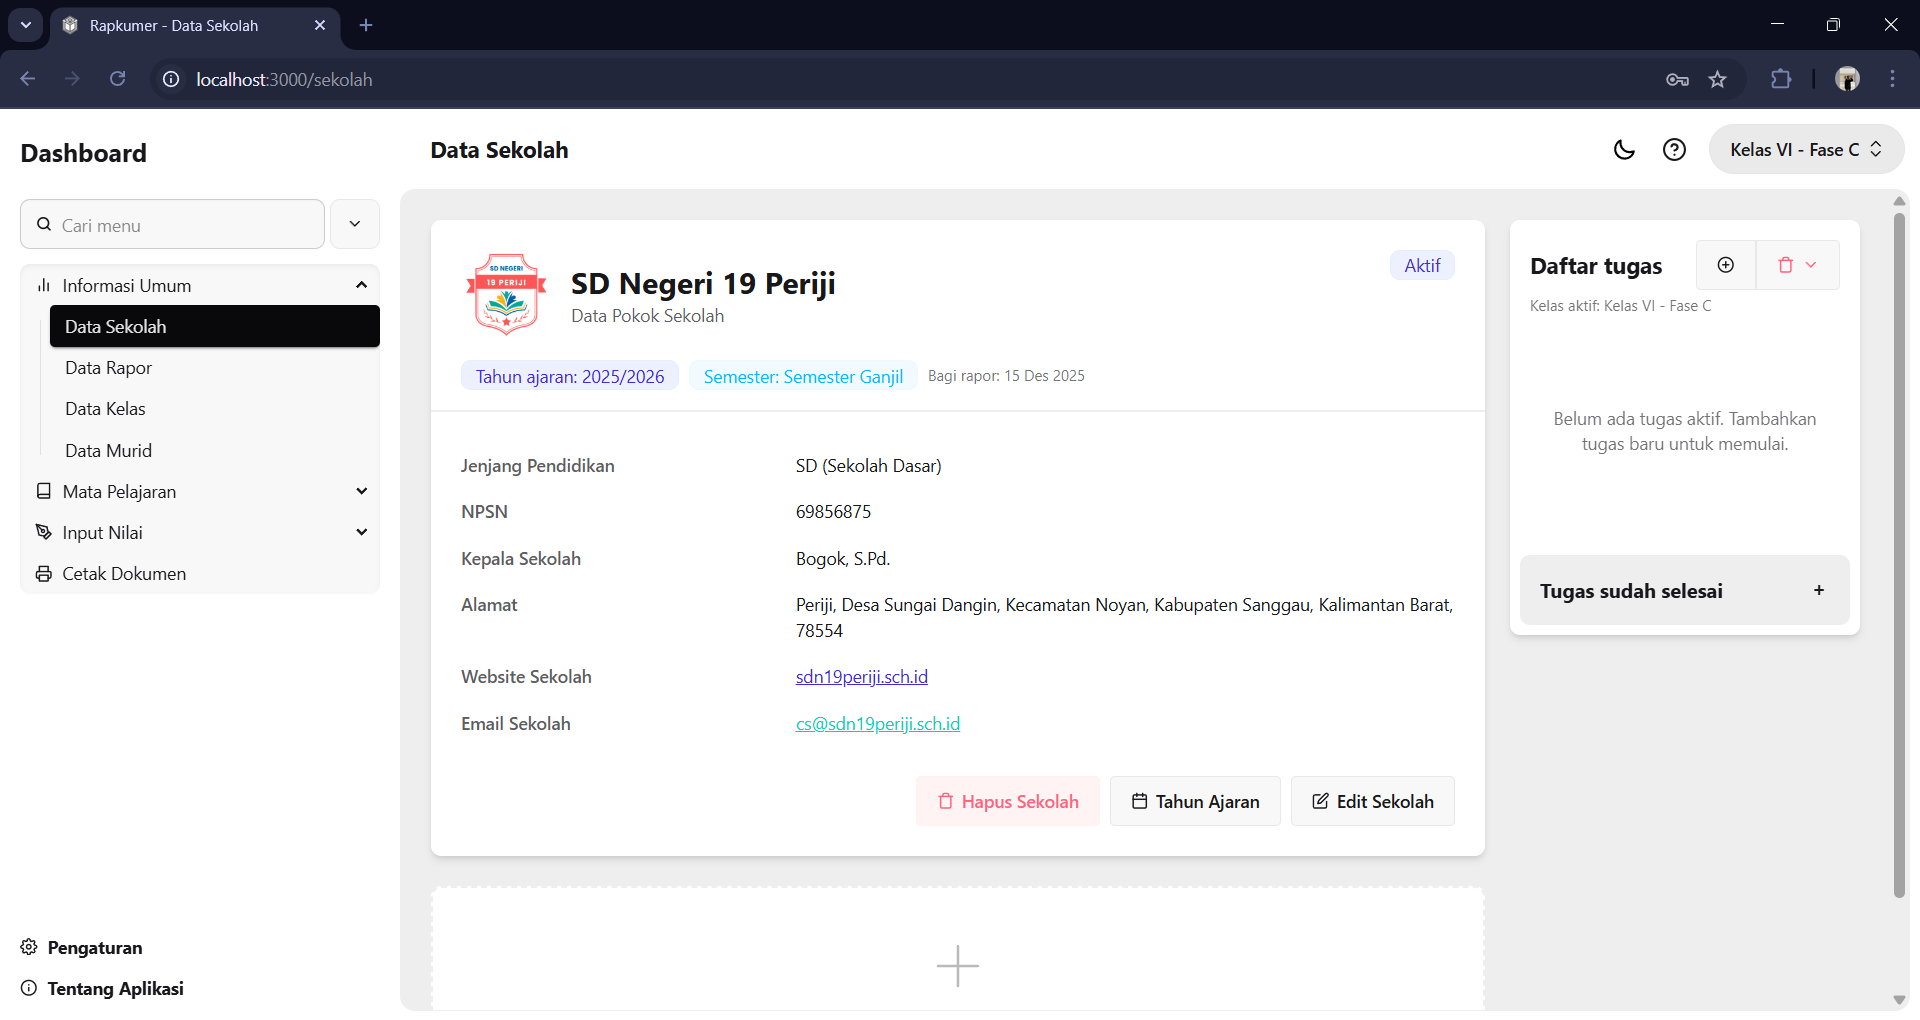 Rapkumer - Data Sekolah
localhost:3000/sekolah
Dashboard
Cari menu
Informasi Umum
Data Sekolah
Data Rapor
Data Kelas
Data Murid
Mata Pelajaran
Input Nilai
Cetak Dokumen
Pengaturan
Tentang Aplikasi
Data Sekolah
Kelas VI - Fase C
SD NEGERI
19 PERIJI
SD Negeri 19 Periji
Data Pokok Sekolah
Aktif
Tahun ajaran: 2025/2026
Semester: Semester Ganjil
Bagi rapor: 15 Des 2025
Jenjang Pendidikan
SD (Sekolah Dasar)
NPSN
69856875
Kepala Sekolah
Bogok, S.Pd.
Alamat
Periji, Desa Sungai Dangin, Kecamatan Noyan, Kabupaten Sanggau, Kalimantan Barat,
78554
Website Sekolah
sdn19periji.sch.id
Email Sekolah
cs@sdn19periji.sch.id
Hapus Sekolah
Tahun Ajaran
Edit Sekolah
Daftar tugas
Kelas aktif: Kelas VI - Fase C
Belum ada tugas aktif. Tambahkan
tugas baru untuk memulai.
Tugas sudah selesai